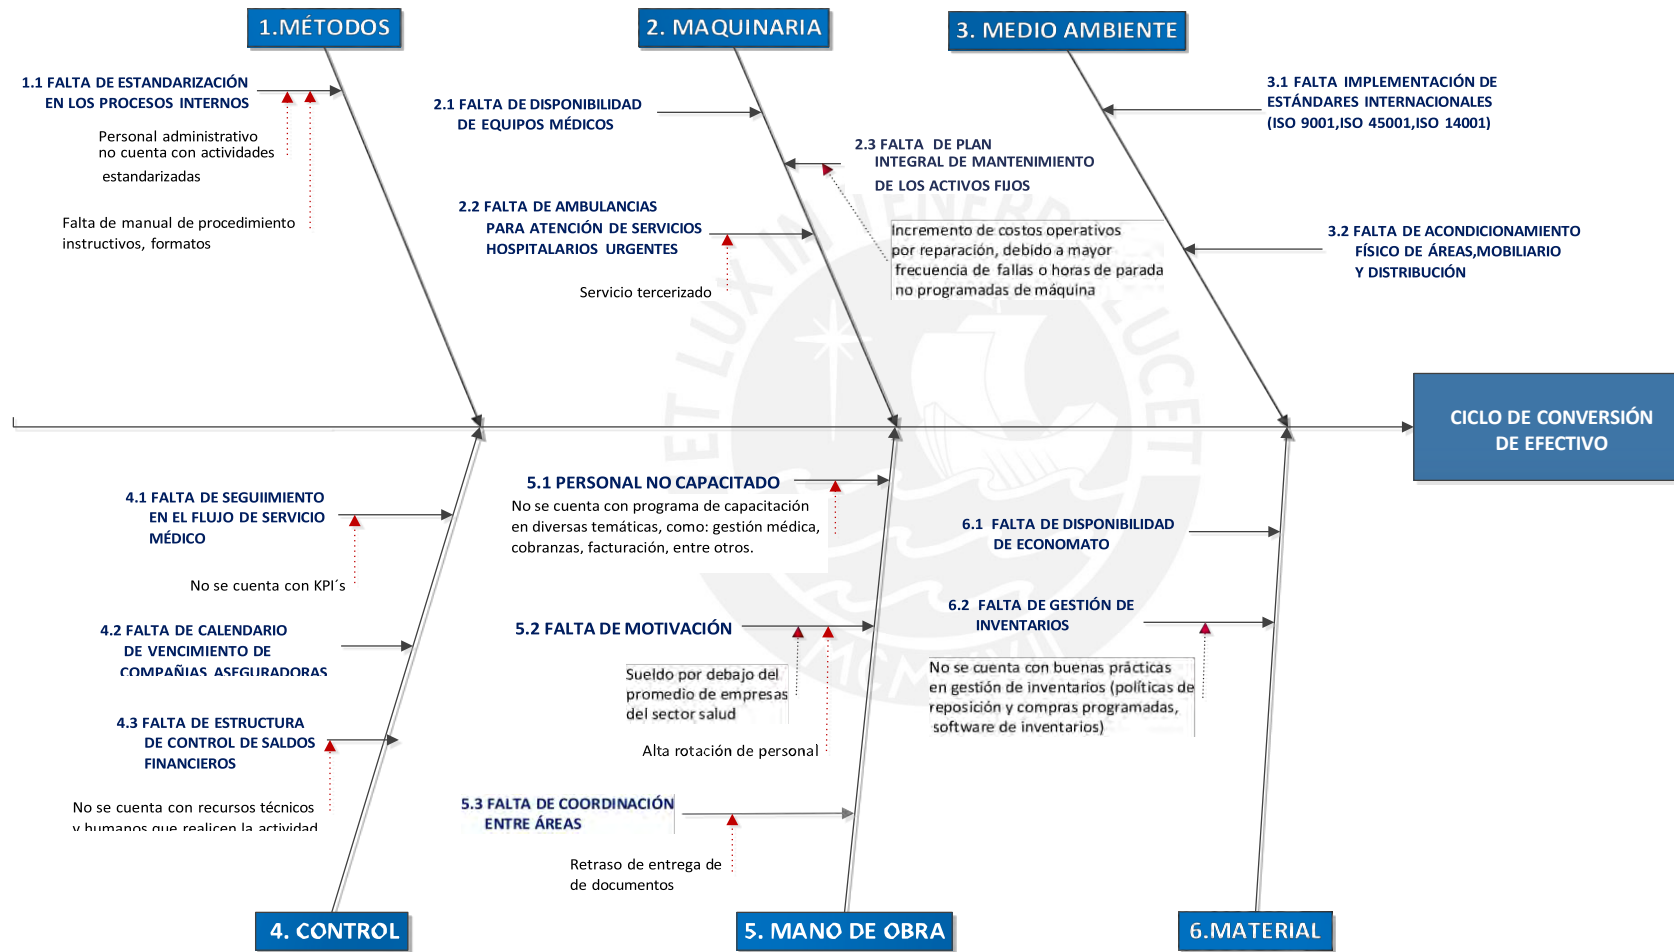 1.MÉTODOS
2. MAQUINARIA
3. MEDIO AMBIENTE
1.1 FALTA DE ESTANDARIZACIÓN
EN LOS PROCESOS INTERNOS
Personal administrativo
no cuenta con actividades
estandarizadas
Falta de manual de procedimiento
instructivos, formatos
2.1 FALTA DE DISPONIBILIDAD
DE EQUIPOS MÉDICOS
2.2 FALTA DE AMBULANCIAS
PARA ATENCIÓN DE SERVICIOS
HOSPITALARIOS URGENTES
Servicio tercerizado
2.3 FALTA DE PLAN
INTEGRAL DE MANTENIMIENTO
DE LOS ACTIVOS FIJOS
Incremento de costos operativos
por reparación, debido a mayor
frecuencia de fallas o horas de parada
no programadas de máquina
3.1 FALTA IMPLEMENTACIÓN DE
ESTÁNDARES INTERNACIONALES
(ISO 9001,ISO 45001,ISO 14001)
3.2 FALTA DE ACONDICIONAMIENTO
FÍSICO DE ÁREAS,MOBILIARIO
Y DISTRIBUCIÓN
CICLO DE CONVERSIÓN
DE EFECTIVO
4.1 FALTA DE SEGUIIMIENTO
EN EL FLUJO DE SERVICIO
MÉDICO
No se cuenta con KPI´s
4.2 FALTA DE CALENDARIO
DE VENCIMIENTO DE
COMPAÑIAS ASEGURADORAS
4.3 FALTA DE ESTRUCTURA
DE CONTROL DE SALDOS
FINANCIEROS
No se cuenta con recursos técnicos
y humanos que realicen la actividad
5.1 PERSONAL NO CAPACITADO
No se cuenta con programa de capacitación
en diversas temáticas, como: gestión médica,
cobranzas, facturación, entre otros.
5.2 FALTA DE MOTIVACIÓN
Sueldo por debajo del
promedio de empresas
del sector salud
Alta rotación de personal
5.3 FALTA DE COORDINACIÓN
ENTRE ÁREAS
Retraso de entrega de
de documentos
6.1 FALTA DE DISPONIBILIDAD
DE ECONOMATO
6.2 FALTA DE GESTIÓN DE
INVENTARIOS
No se cuenta con buenas prácticas
en gestión de inventarios (políticas de
reposición y compras programadas,
software de inventarios)
4. CONTROL
5. MANO DE OBRA
6.MATERIAL